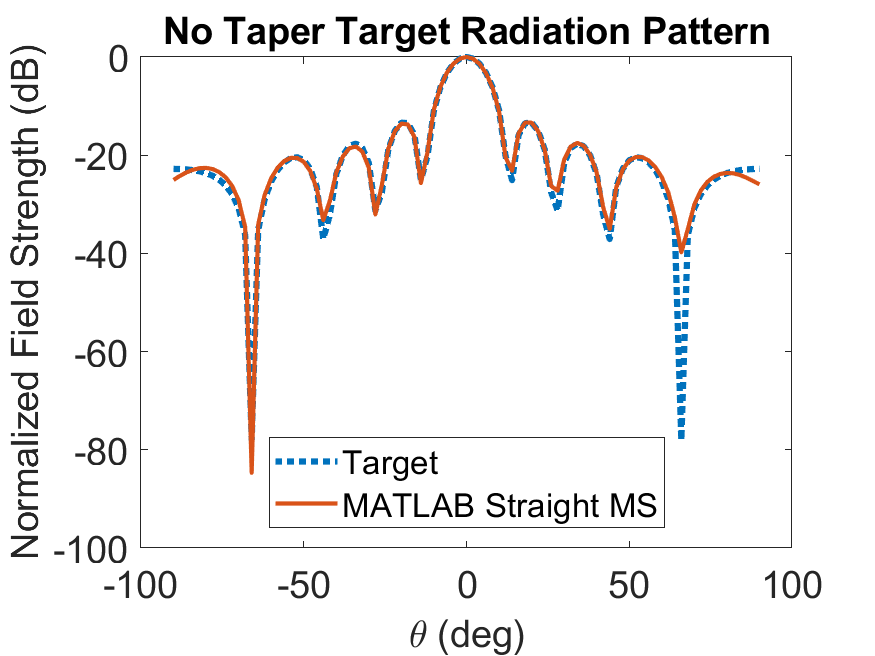 No Taper Target Radiation Pattern
Normalized Field Strength (dB)
0
-20
-40
-60
-80
-100
Target
MATLAB Straight MS
-100
-50
0
50
100
θ (deg)